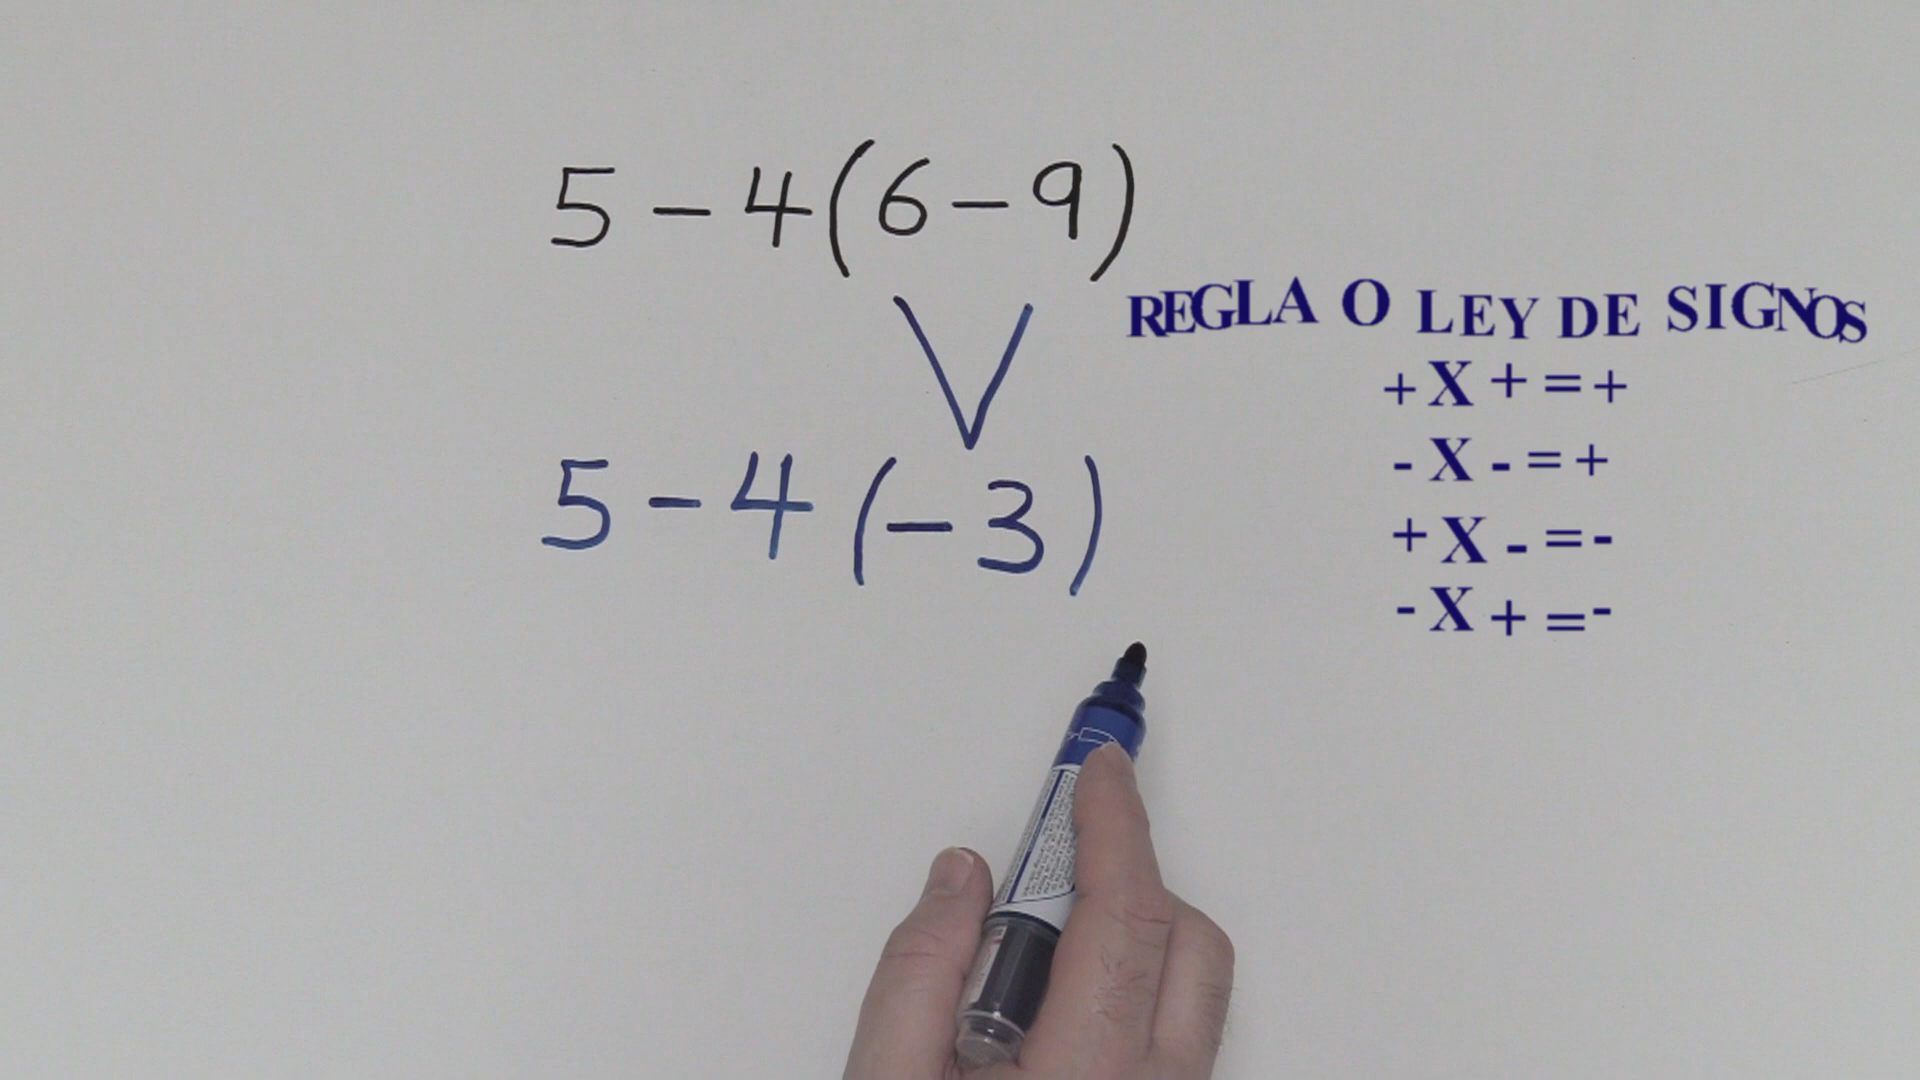 5 - 4 (6 - 9)
5 - 4 (- 3)
REGLA O LEY DE SIGNOS
+ X + = +
- X - = +
+ X - = -
- X + = -